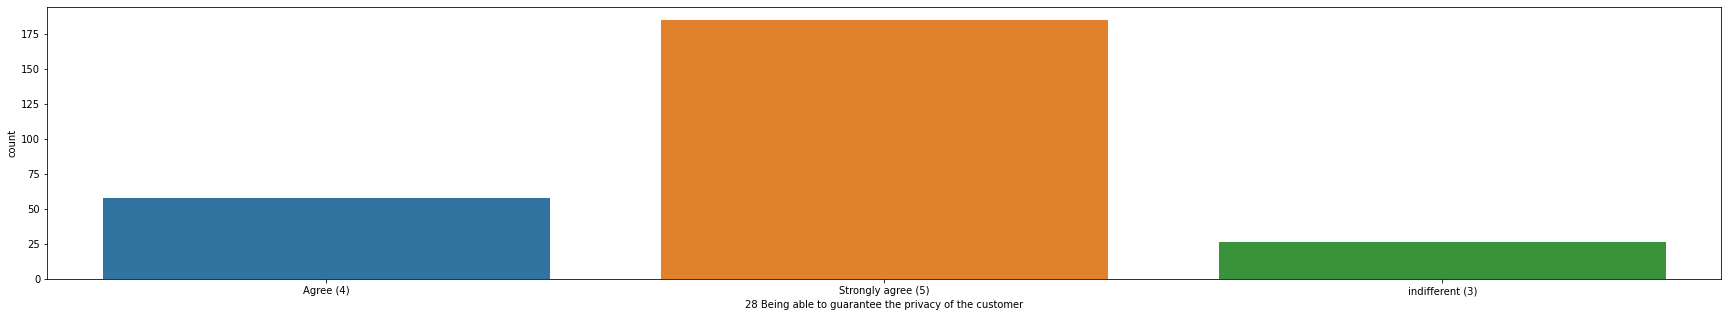 175
150
125
100
75
50
25
0
count
Agree (4)
Strongly agree (5)
indifferent (3)
28 Being able to guarantee the privacy of the customer